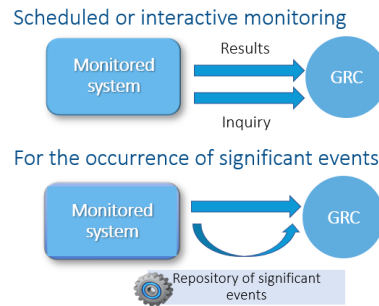 Scheduled or interactive monitoring
Results
Monitored
system
GRC
Inquiry
For the occurrence of significant events
Monitored
system
GRC
Repository of significant
events